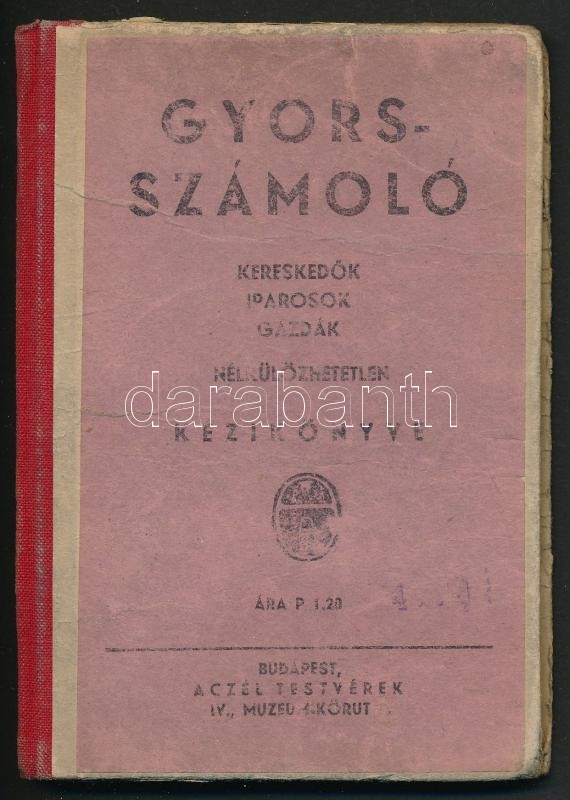 GYORS-
SZÁMOLÓ
KERESKEDŐK
IPAROSOK
GAZDÁK
NÉLKÜLÖZHETETLEN
darabanth
KÉZIKÖNYVE
ÁRA P 1.20
BUDAPEST,
ACZÉL TESTVÉREK
IV., MUZEUM-KÖRUT